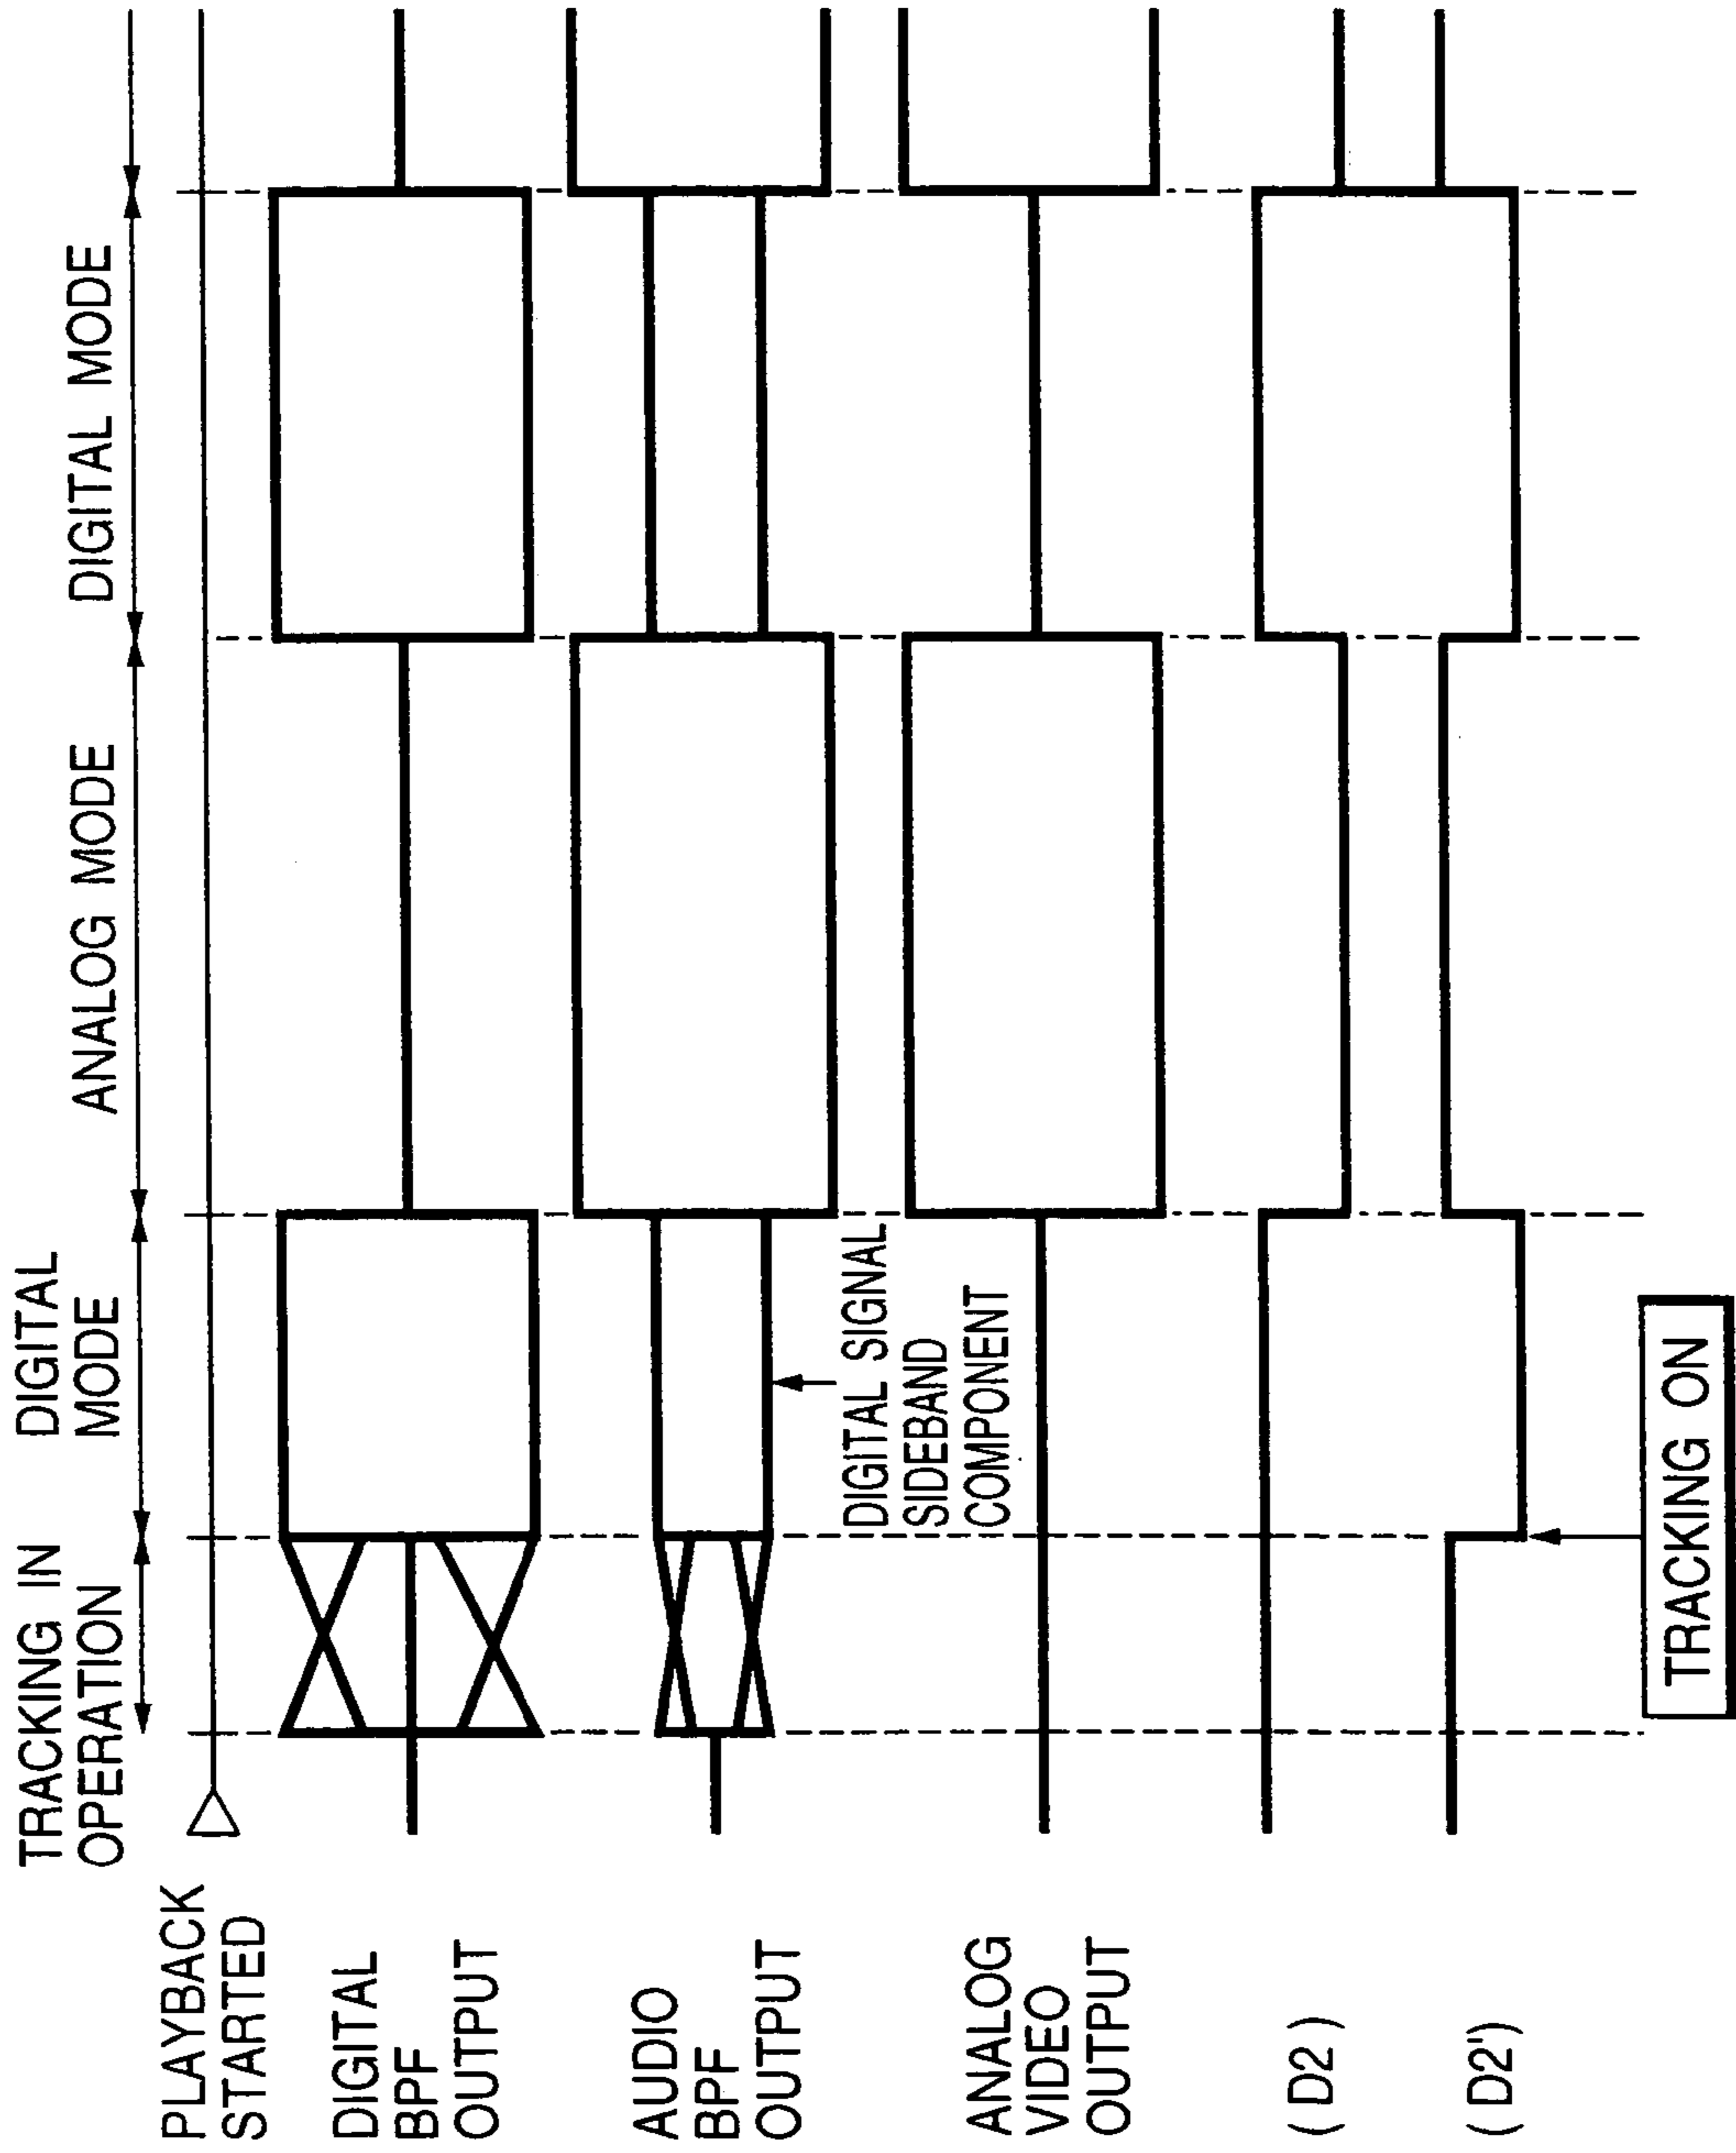 TRACKING IN
OPERATION
DIGITAL
MODE
ANALOG MODE
DIGITAL MODE
PLAYBACK
STARTED
DIGITAL
BPF
OUTPUT
AUDIO
BPF
OUTPUT
DIGITAL SIGNAL
SIDEBAND
COMPONENT
ANALOG
VIDEO
OUTPUT
( D2 )
( D2')
TRACKING ON